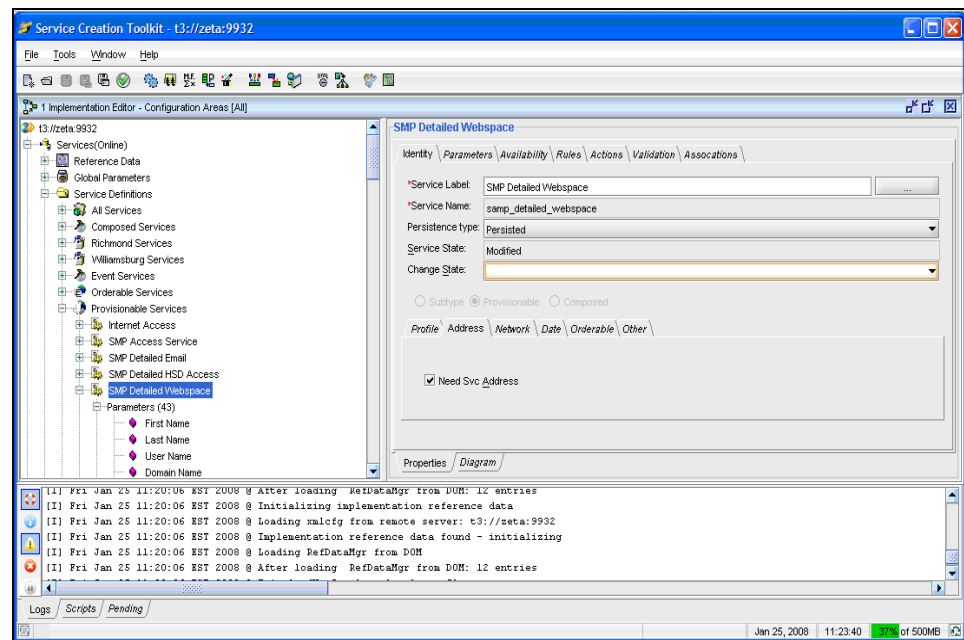 Service Creation Toolkit - t3://zeta:9932
File Tools Window Help
1 Implementation Editor - Configuration Areas [All]
t3://zeta:9932
Services(Online)
Reference Data
Global Parameters
Service Definitions
All Services
Composed Services
Richmond Services
Williamsburg Services
Event Services
Orderable Services
Provisionable Services
Internet Access
SMP Access Service
SMP Detailed Email
SMP Detailed HSD Access
SMP Detailed Webspace
Parameters (43)
First Name
Last Name
User Name
Domain Name
SMP Detailed Webspace
Identity Parameters Availability Rules Actions Validation Assocations
*Service Label: SMP Detailed Webspace ...
*Service Name: samp_detailed_webspace
Persistence type: Persisted
Service State: Modified
Change State:
Subtype Provisionable Composed
Profile Address Network Date Orderable Other
Need Svc Address
Properties Diagram
[I] Fri Jan 25 11:20:06 EST 2008 @ After loading RefDataMgr from DOM: 12 entries
[I] Fri Jan 25 11:20:06 EST 2008 @ Initializing implementation reference data
[I] Fri Jan 25 11:20:06 EST 2008 @ Loading xmlcfg from remote server: t3://zeta:9932
[I] Fri Jan 25 11:20:06 EST 2008 @ Implementation reference data found - initializing
[I] Fri Jan 25 11:20:06 EST 2008 @ Loading RefDataMgr from DOM
[I] Fri Jan 25 11:20:06 EST 2008 @ After loading RefDataMgr from DOM: 12 entries
Logs Scripts Pending
Jan 25, 2008 11:23:40 37% of 500MB